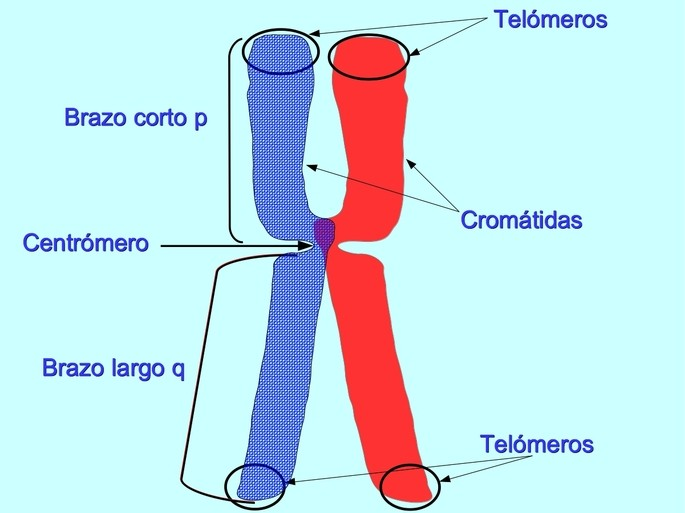 Telómeros
Brazo corto p
Cromátidas
Centrómero
Brazo largo q
Telómeros